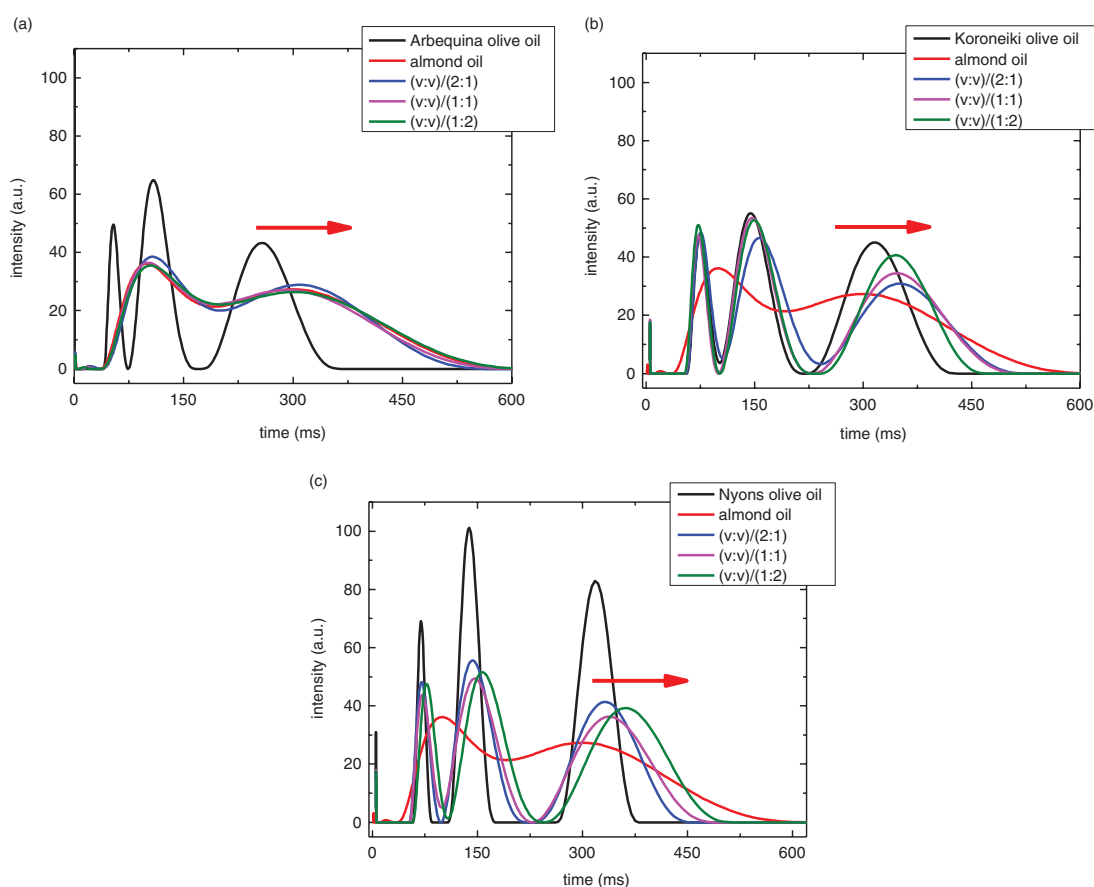 (a)
Arbequina olive oil
almond oil
(v:v)/(2:1)
(v:v)/(1:1)
(v:v)/(1:2)
100
80
60
40
20
0
intensity (a.u.)
0 150 300 450 600
time (ms)
(b)
Koroneiki olive oil
almond oil
(v:v)/(2:1)
(v:v)/(1:1)
(v:v)/(1:2)
100
80
60
40
20
0
intensity (a.u.)
0 150 300 450 600
time (ms)
(c)
Nyons olive oil
almond oil
(v:v)/(2:1)
(v:v)/(1:1)
(v:v)/(1:2)
100
80
60
40
20
0
intensity (a.u.)
0 150 300 450 600
time (ms)